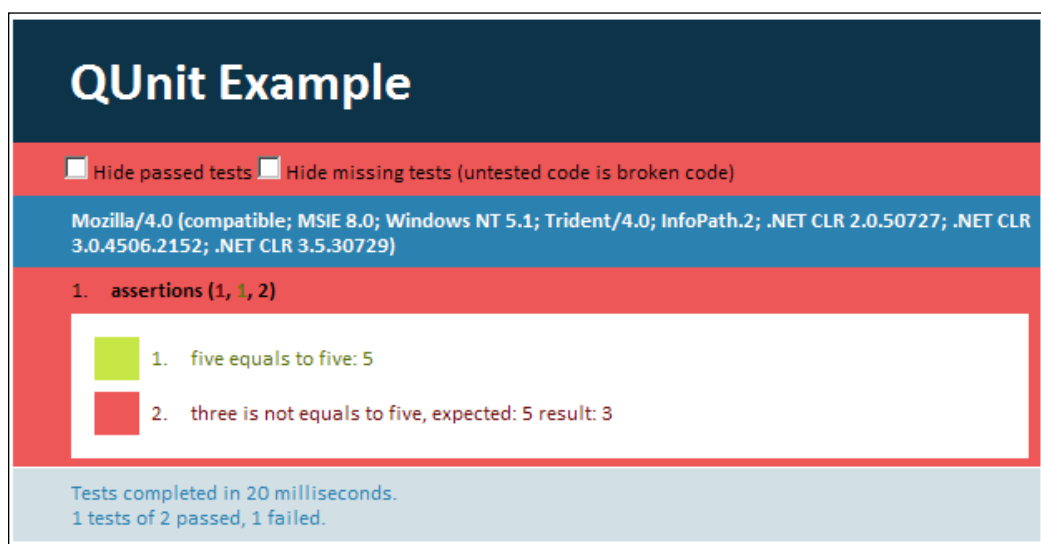 QUnit Example
Hide passed tests Hide missing tests (untested code is broken code)
Mozilla/4.0 (compatible; MSIE 8.0; Windows NT 5.1; Trident/4.0; InfoPath.2; .NET CLR 2.0.50727; .NET CLR
3.0.4506.2152; .NET CLR 3.5.30729)
1. assertions (1, 1, 2)
1. five equals to five: 5
2. three is not equals to five, expected: 5 result: 3
Tests completed in 20 milliseconds.
1 tests of 2 passed, 1 failed.